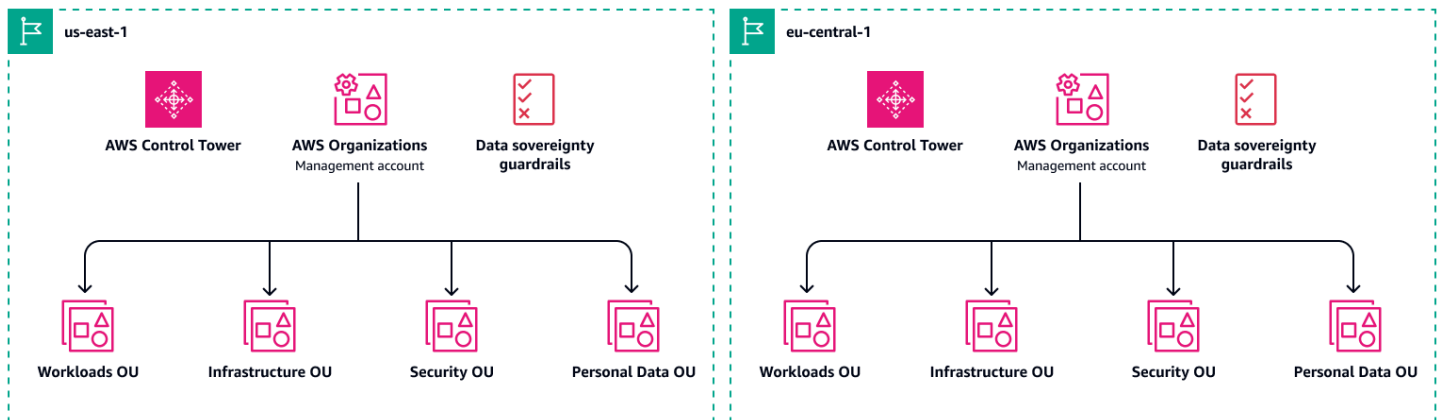 us-east-1
AWS Control Tower
AWS Organizations
Management account
Data sovereignty
guardrails
Workloads OU
Infrastructure OU
Security OU
Personal Data OU
eu-central-1
AWS Control Tower
AWS Organizations
Management account
Data sovereignty
guardrails
Workloads OU
Infrastructure OU
Security OU
Personal Data OU